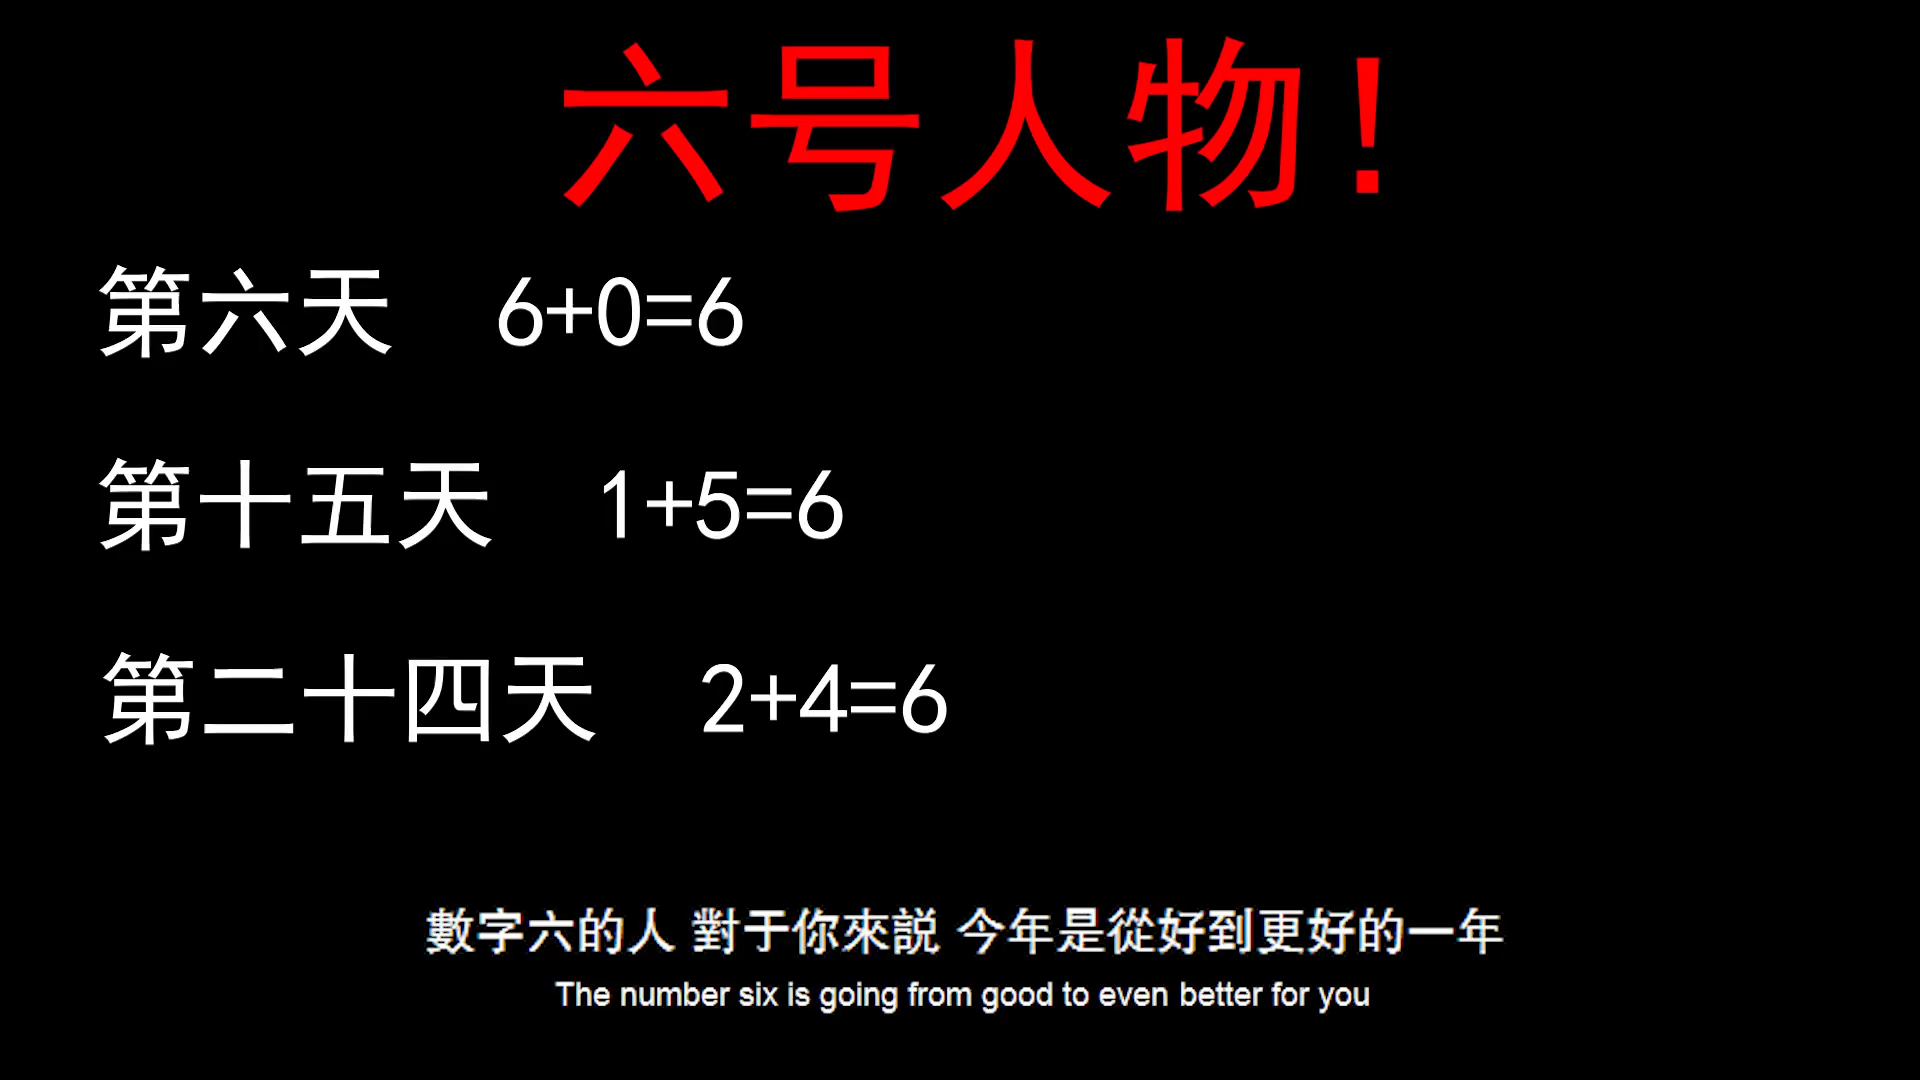 六号人物！
第六天 6+0=6
第十五天 1+5=6
第二十四天 2+4=6
數字六的人 對于你來説 今年是從好到更好的一年
The number six is going from good to even better for you